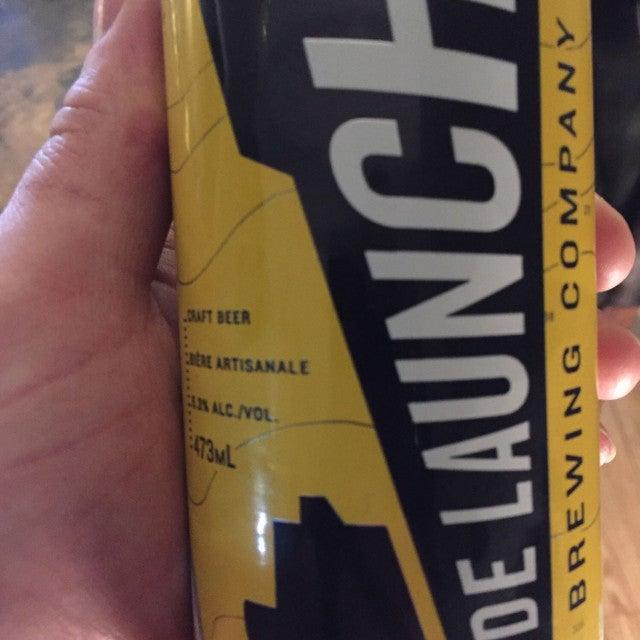 CRAFT BEER
BIÈRE ARTISANALE
ALC./VOL.
473mL
DE LAUNCH
BREWING COMPANY